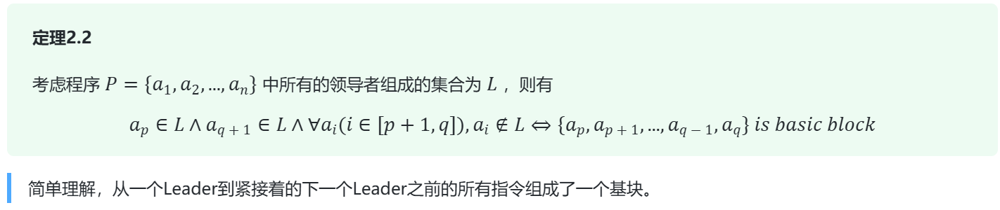 定理2.2
考虑程序 P = {a₁, a₂, ..., aₙ} 中所有的领导者组成的集合为 L ，则有
a_p ∈ L ∧ a_{q+1} ∈ L ∧ ∀a_i(i ∈ [p + 1, q]), a_i ∉ L ⇔ {a_p, a_{p+1}, ..., a_{q−1}, a_q} is basic block
简单理解，从一个Leader到紧接着的下一个Leader之前的所有指令组成了一个基块。